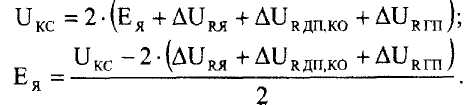 U_КС = 2·(E_Я + ΔU_RЯ + ΔU_R ДП,КО + ΔU_R ГП);
E_Я = (U_КС − 2·(ΔU_RЯ + ΔU_R ДП,КО + ΔU_R ГП)) / 2.